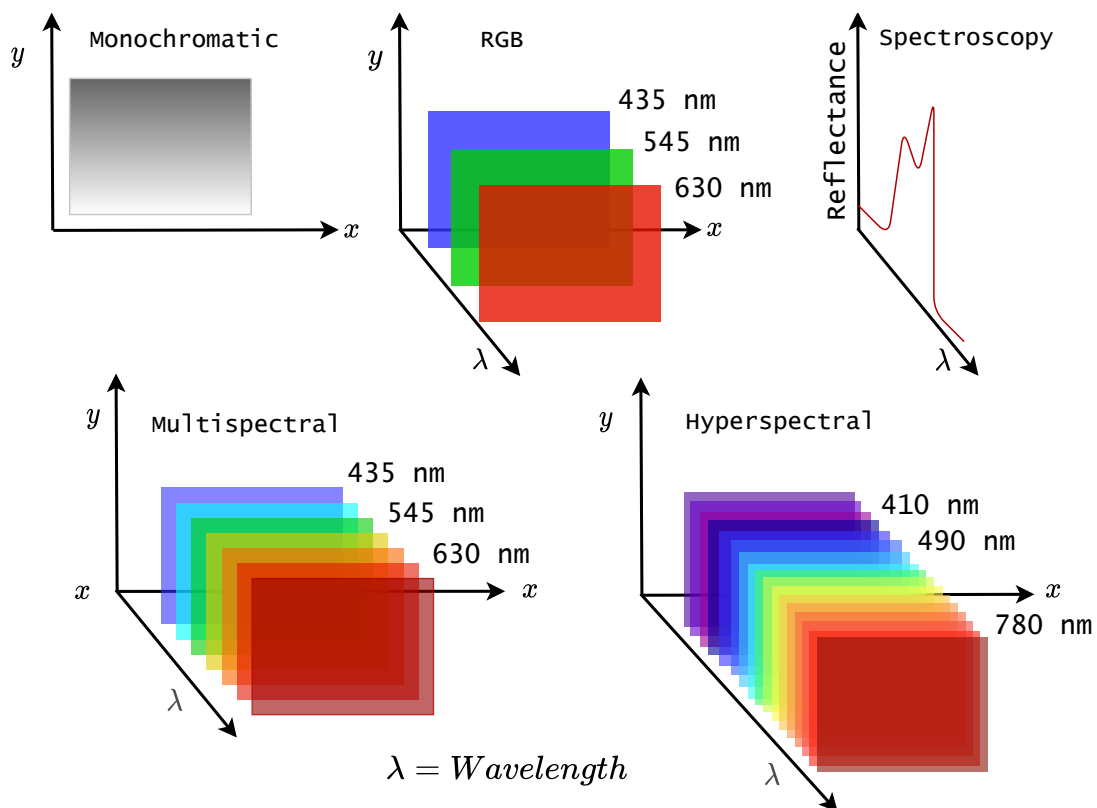 y
Monochromatic
x
y
RGB
435 nm
545 nm
630 nm
x
λ
Reflectance
Spectroscopy
λ
y
Multispectral
435 nm
545 nm
630 nm
x
x
λ
y
Hyperspectral
410 nm
490 nm
780 nm
x
λ
λ = Wavelength